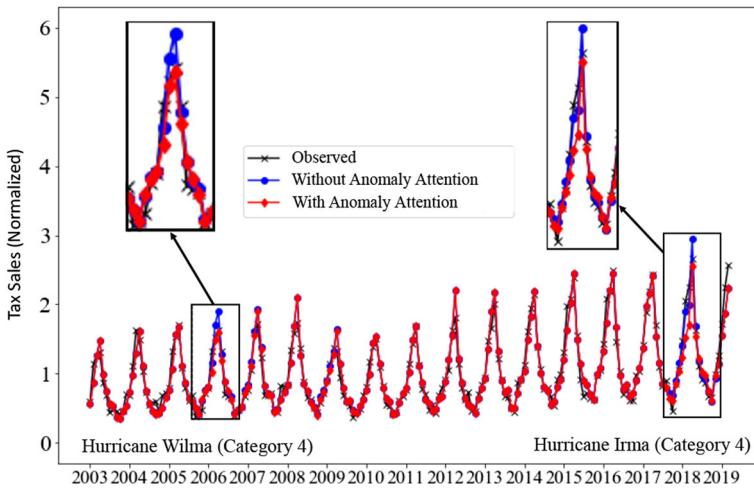 6
5
4
3
2
1
0
Tax Sales (Normalized)
Observed
Without Anomaly Attention
With Anomaly Attention
Hurricane Wilma (Category 4)
Hurricane Irma (Category 4)
2003 2004 2005 2006 2007 2008 2009 2010 2011 2012 2013 2014 2015 2016 2017 2018 2019